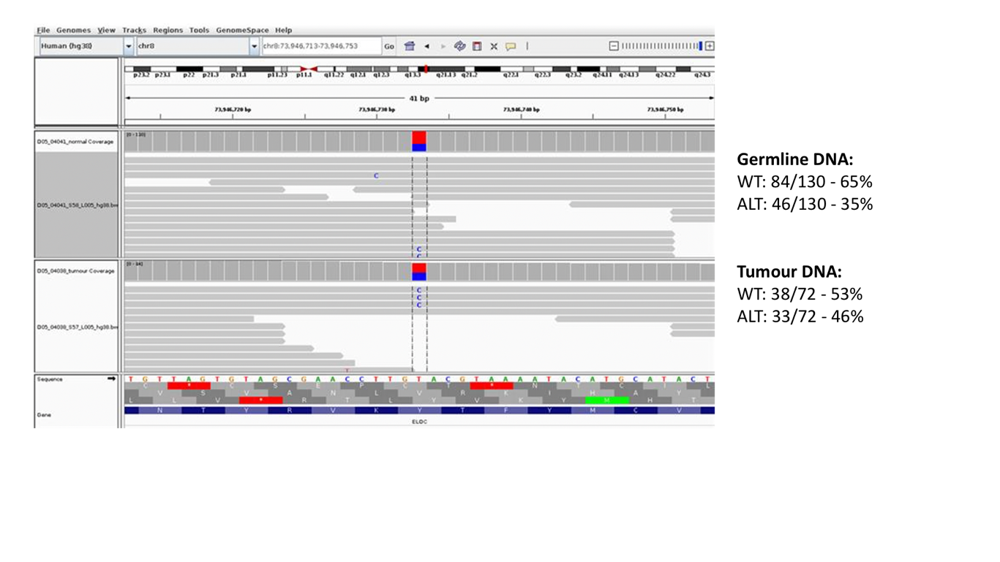 File Genomes View Tracks Regions Tools GenomeSpace Help
Human (hg38) chr8 chr8:73,946,713-73,946,753 Go
p23.2 p23.1 p22 p21.3 p21.1 p11.23 p11.1 q11.22 q12.1 q12.3 q13.3 q21.13 q21.2 q22.1 q22.3 q23.2 q24.11 q24.13 q24.22 q24.3
41 bp
73,946,720 bp 73,946,730 bp 73,946,740 bp 73,946,750 bp
D05_04041_normal Coverage
C
D05_04041_S58_L005_hg38.bw
C
C
D05_04038_tumour Coverage
C
C
C
D05_04038_S57_L005_hg38.bw
Sequence
T G T T A G T G T A G C G A A C C T T G T A C G T A A A A T A C A T G C A T A C T
C * C S E P C T * N T C L
V S V A N L V R K I H A Y
L L V * R T L Y V K Y M H T
Gene
N T Y R V K Y T F Y M C V
ELOC
Germline DNA:
WT: 84/130 - 65%
ALT: 46/130 - 35%
Tumour DNA:
WT: 38/72 - 53%
ALT: 33/72 - 46%